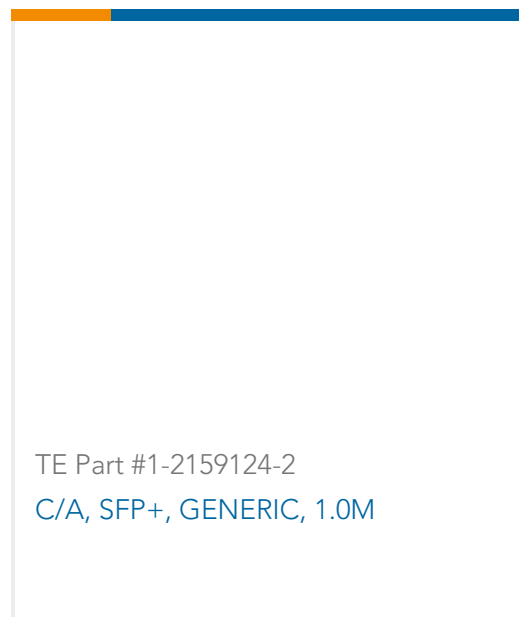 TE Part #1-2159124-2
C/A, SFP+, GENERIC, 1.0M